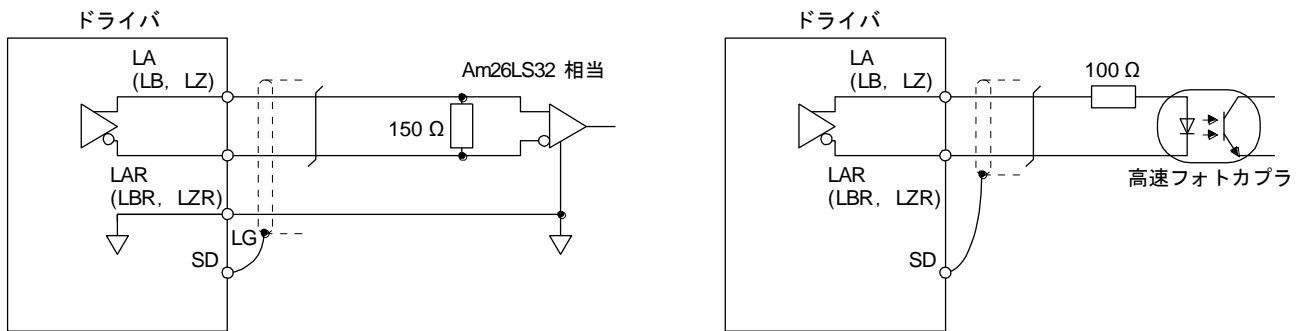 ドライバ
LA
(LB, LZ)
Am26LS32 相当
150 Ω
LAR
(LBR, LZR)
LG
SD
ドライバ
LA
(LB, LZ)
100 Ω
LAR
(LBR, LZR)
高速フォトカプラ
SD